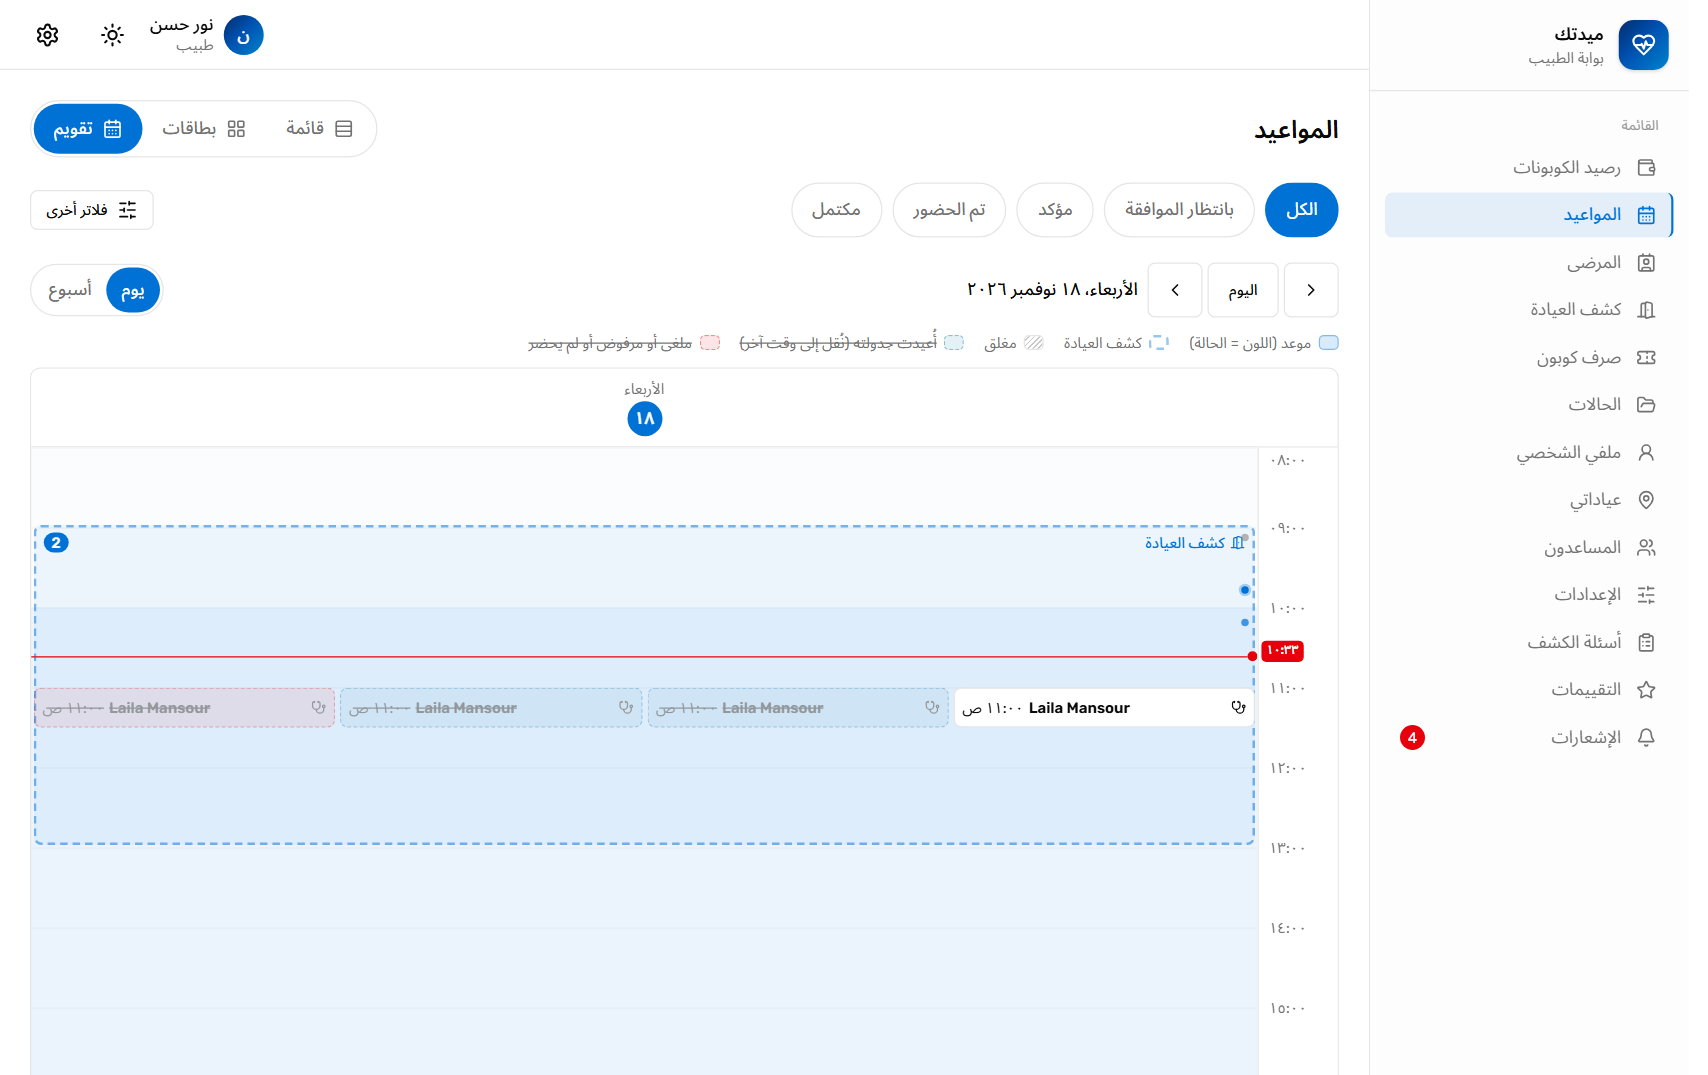 ميدتك
بوابة الطبيب
القائمة
رصيد الكوبونات
المواعيد
المرضى
كشف العيادة
صرف كوبون
الحالات
ملفي الشخصي
عياداتي
المساعدون
الإعدادات
أسئلة الكشف
التقييمات
الإشعارات
4
ن
نور حسن
طبيب
المواعيد
قائمة
بطاقات
تقويم
الكل
بانتظار الموافقة
مؤكد
تم الحضور
مكتمل
فلاتر أخرى
اليوم
الأربعاء، ١٨ نوفمبر ٢٠٢٦
يوم
أسبوع
موعد (اللون = الحالة)
كشف العيادة
مغلق
أُعيدت جدولته (نُقل إلى وقت آخر)
ملغى أو مرفوض أو لم يحضر
الأربعاء
١٨
٠٨:٠٠
٠٩:٠٠
كشف العيادة
2
١٠:٠٠
١٠:٣٣
١١:٠٠
Laila Mansour ١١:٠٠ ص
Laila Mansour ١١:٠٠ ص
Laila Mansour ١١:٠٠ ص
Laila Mansour ١١:٠٠ ص
١٢:٠٠
١٣:٠٠
١٤:٠٠
١٥:٠٠